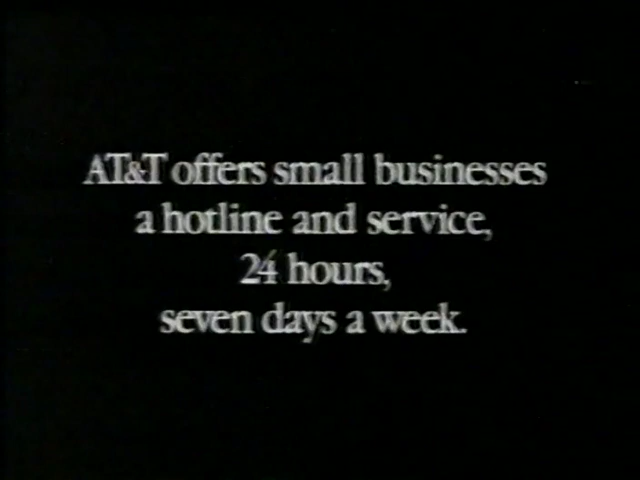 AT&T offers small businesses
a hotline and service,
24 hours,
seven days a week.